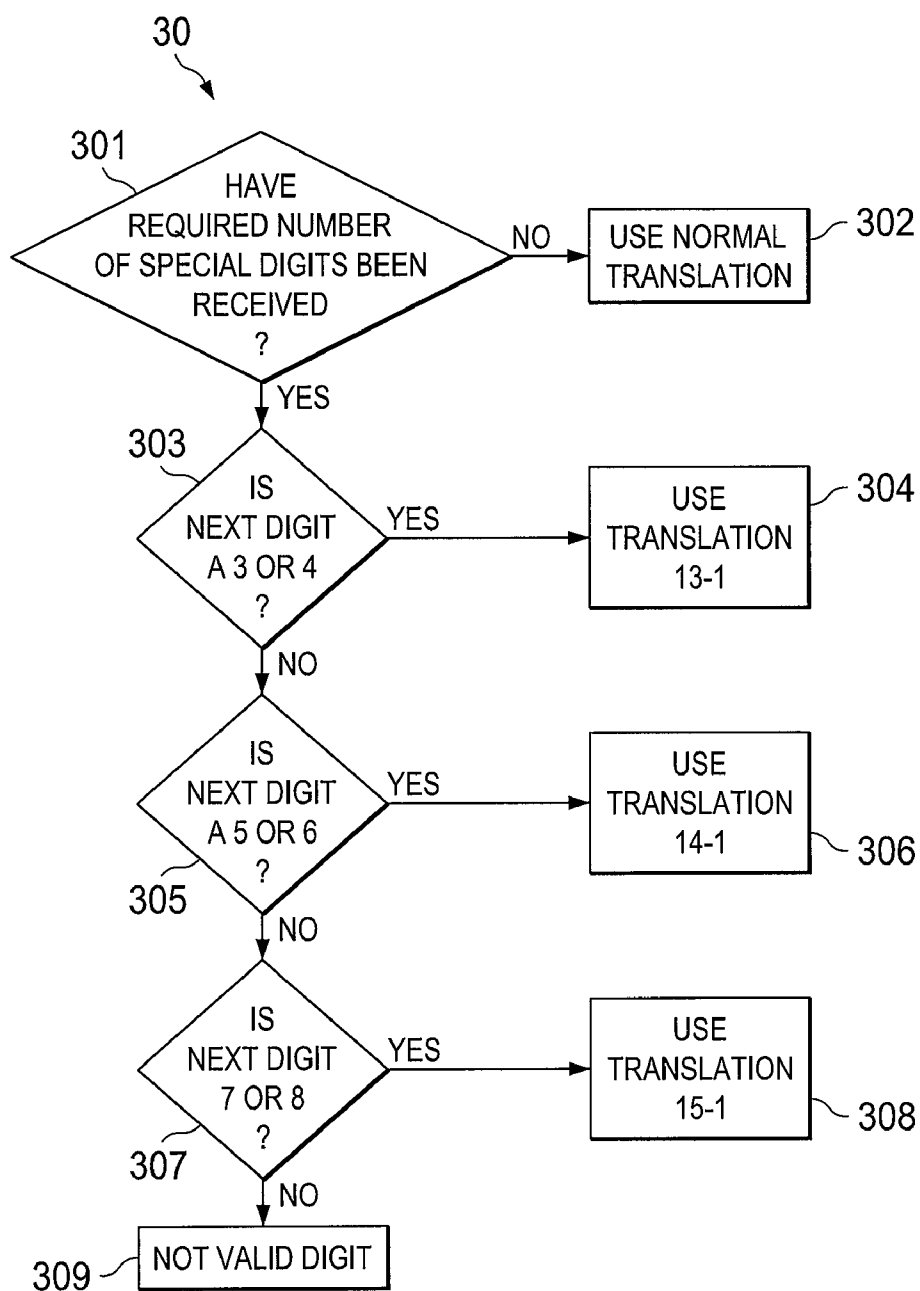 30
301
HAVE
REQUIRED NUMBER
OF SPECIAL DIGITS BEEN
RECEIVED
?
NO
USE NORMAL
TRANSLATION
302
YES
303
IS
NEXT DIGIT
A 3 OR 4
?
YES
USE
TRANSLATION
13-1
304
NO
IS
NEXT DIGIT
A 5 OR 6
?
305
YES
USE
TRANSLATION
14-1
306
NO
IS
NEXT DIGIT
7 OR 8
?
307
YES
USE
TRANSLATION
15-1
308
NO
NOT VALID DIGIT
309